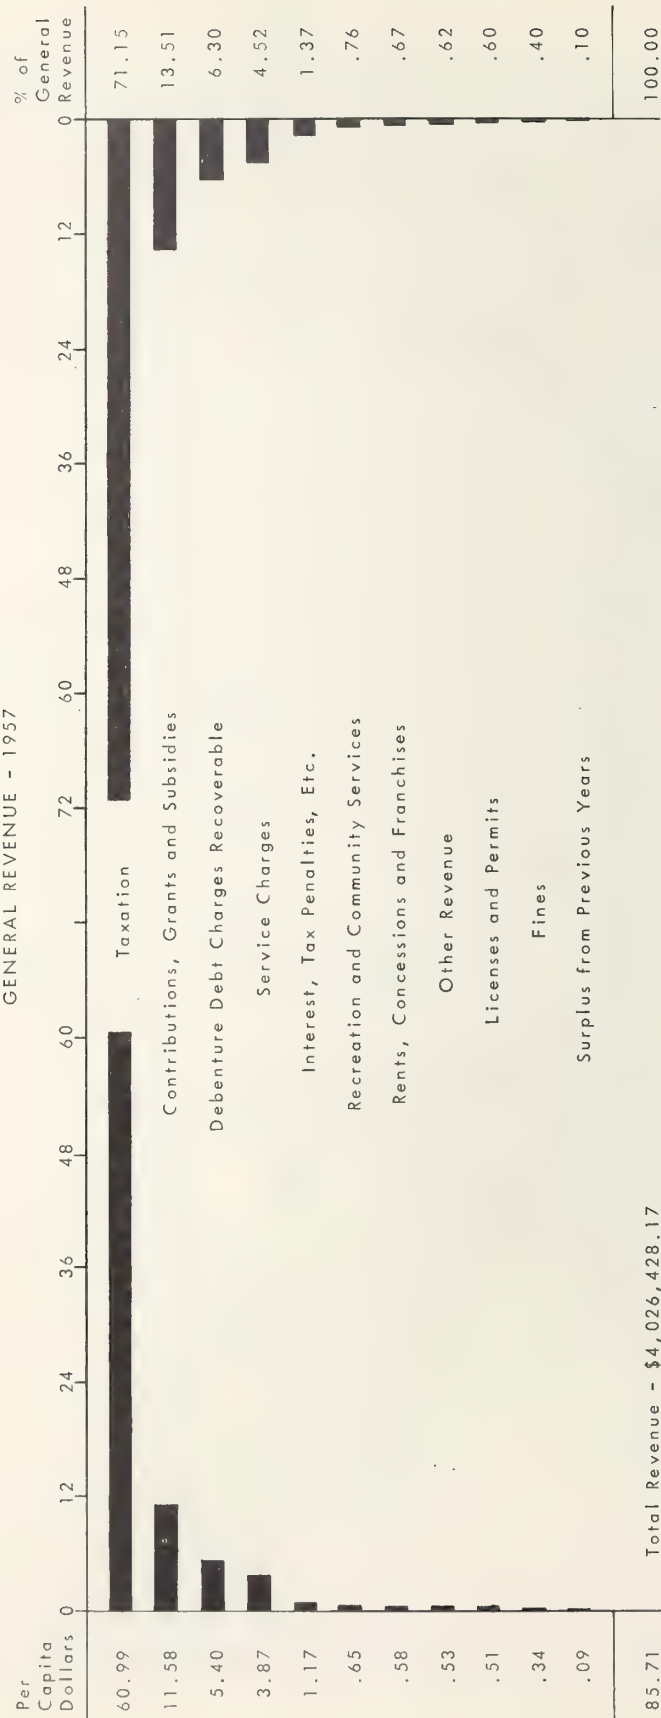 GENERAL REVENUE - 1957
Per
Capita
Dollars
0 12 24 36 48 60 72 60 48 36 24 12 0
% of
General
Revenue
60.99 Taxation 71.15
11.58 Contributions, Grants and Subsidies 13.51
5.40 Debenture Debt Charges Recoverable 6.30
3.87 Service Charges 4.52
1.17 Interest, Tax Penalties, Etc. 1.37
.65 Recreation and Community Services .76
.58 Rents, Concessions and Franchises .67
.53 Other Revenue .62
.51 Licenses and Permits .60
.34 Fines .40
.09 Surplus from Previous Years .10
85.71 Total Revenue - $4,026,428.17 100.00